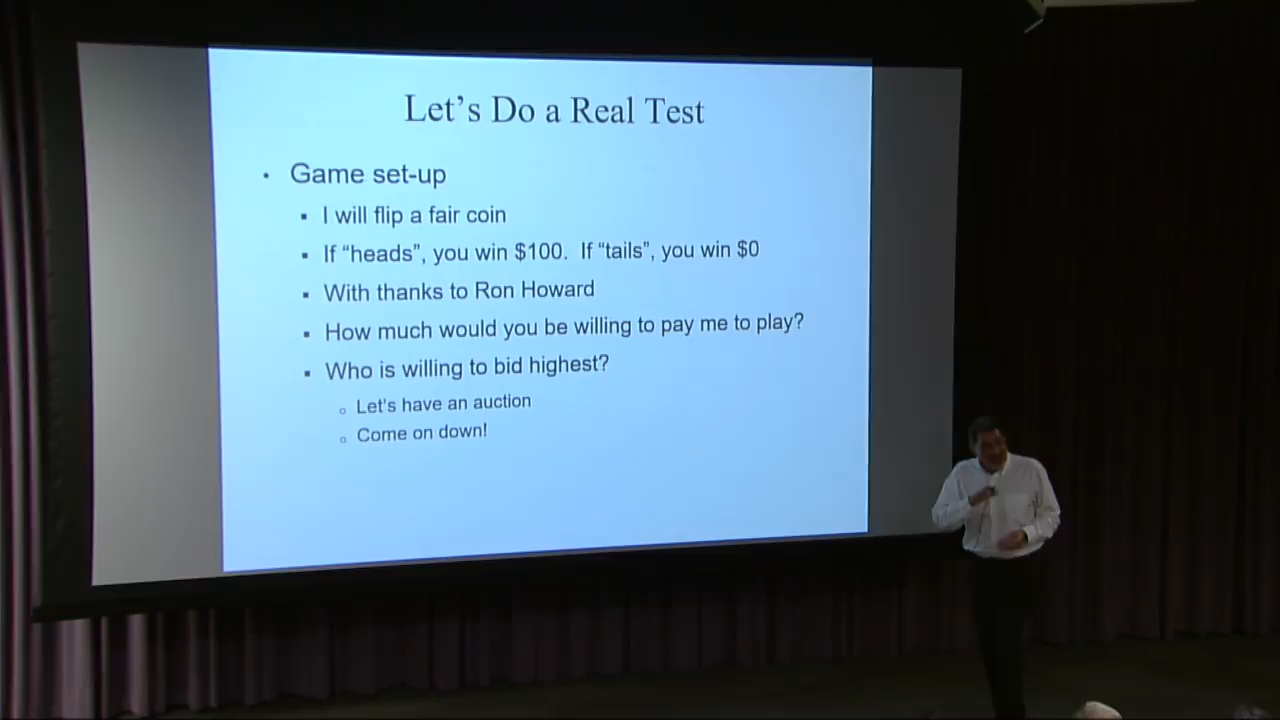 Let's Do a Real Test
• Game set-up
▪ I will flip a fair coin
▪ If “heads”, you win $100. If “tails”, you win $0
▪ With thanks to Ron Howard
▪ How much would you be willing to pay me to play?
▪ Who is willing to bid highest?
o Let's have an auction
o Come on down!